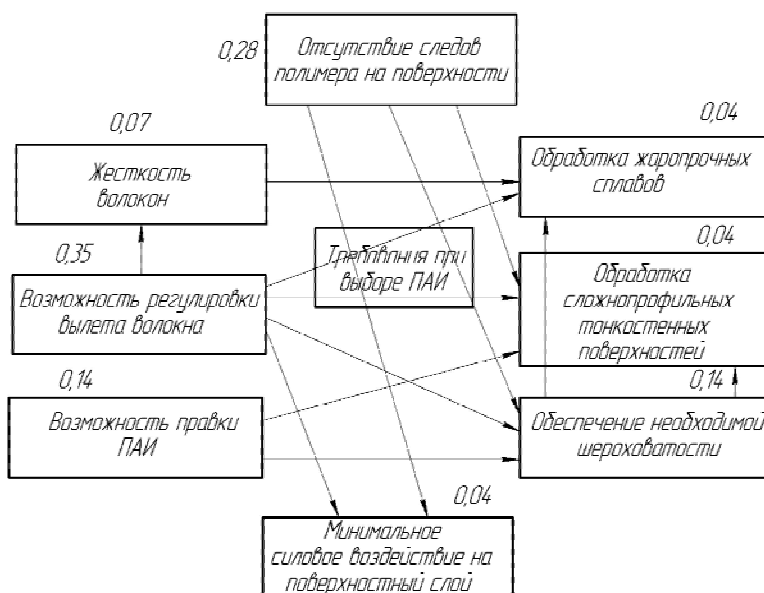 0,28
Отсутствие следов
полимера на поверхности
0,07
Жесткость
волокон
0,04
Обработка жаропрочных
сплавов
0,35
Возможность регулировки
вылета волокна
Требования при
выборе ПАИ
0,04
Обработка
сложнопрофильных
тонкостенных
поверхностей
0,14
Возможность правки
ПАИ
0,14
Обеспечение необходимой
шероховатости
0,04
Минимальное
силовое воздействие на
поверхностный слой